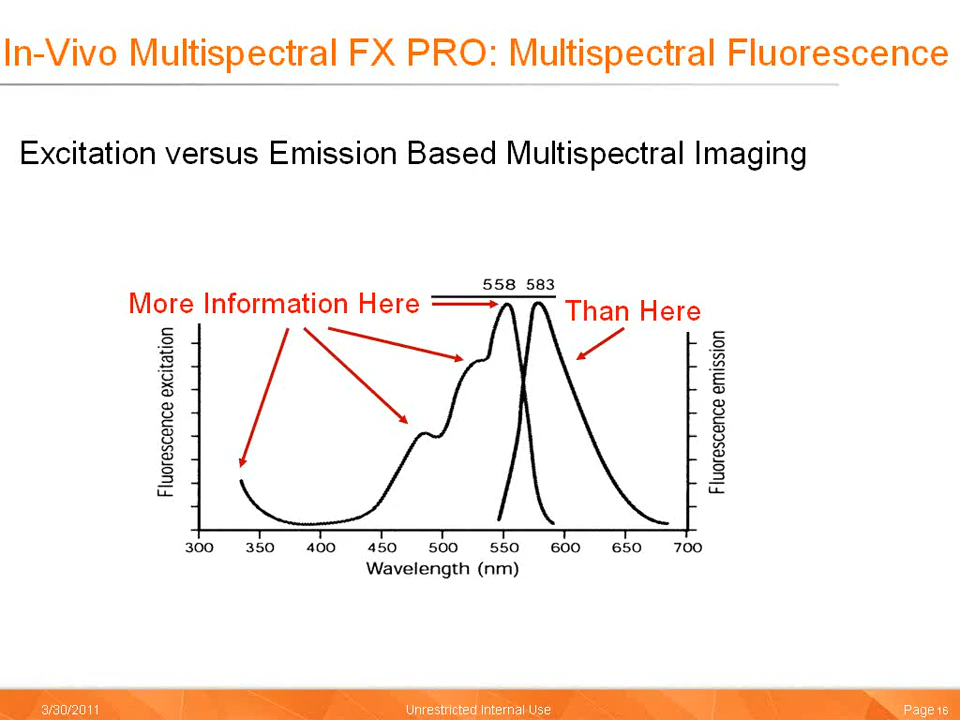 In-Vivo Multispectral FX PRO: Multispectral Fluorescence
Excitation versus Emission Based Multispectral Imaging
558 583
More Information Here
Than Here
Fluorescence excitation
Fluorescence emission
300 350 400 450 500 550 600 650 700
Wavelength (nm)
3/30/2011 Unrestricted Internal Use Page 16